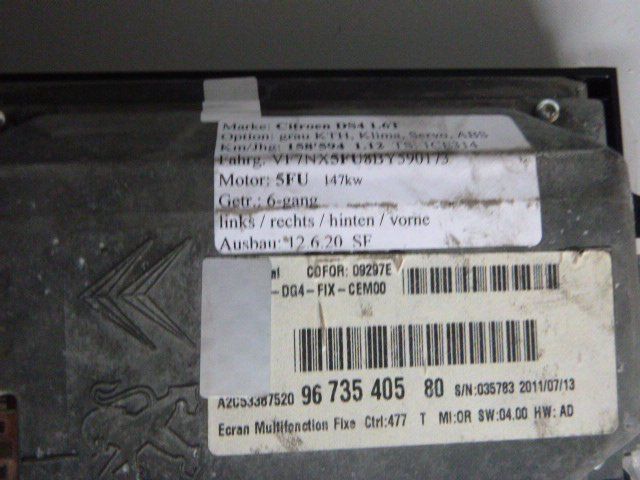 Marke: Citroen DS4 1.6T
Option: grau KTH, Klima, Servo, ABS
Km/Jhg: 158'594 1.12 TS:
Fahrg. VF7NX5FU8BY590173
Motor: 5FU 147kw
Getr.: 6-gang
links / rechts / hinten / vorne
Ausbau: 12.6.20 SF
COFOR: 09297E
-DG4-FIX-CEM00
A2C53387520 96 735 405 80 S/N:035783 2011/07/13
Ecran Multifonction Fixe Ctrl:477 T MI:OR SW:04.00 HW: AD